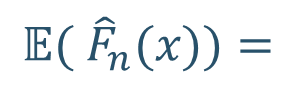 𝔼( F̂ₙ(x)) =